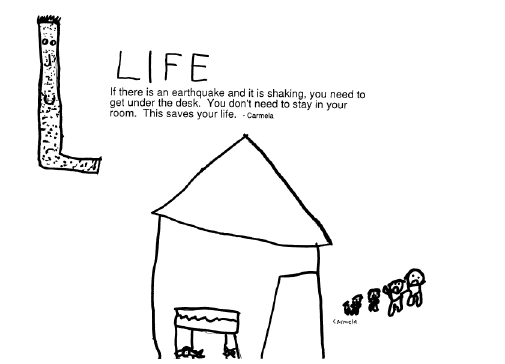 L
LIFE
If there is an earthquake and it is shaking, you need to
get under the desk.  You don't need to stay in your
room.  This saves your life.  - Carmela
Carmela